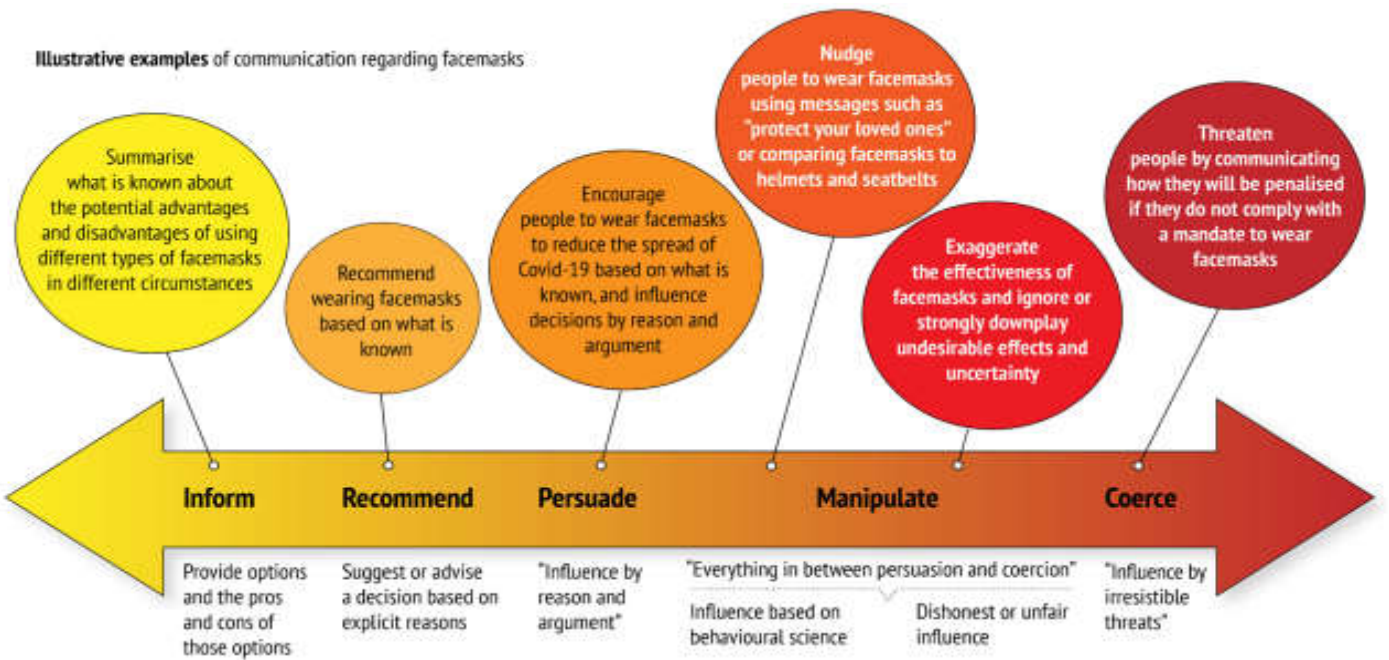 Illustrative examples of communication regarding facemasks
Summarise
what is known about
the potential advantages
and disadvantages of using
different types of facemasks
in different circumstances
Recommend
wearing facemasks
based on what is
known
Encourage
people to wear facemasks
to reduce the spread of
Covid-19 based on what is
known, and influence
decisions by reason and
argument
Nudge
people to wear facemasks
using messages such as
"protect your loved ones"
or comparing facemasks to
helmets and seatbelts
Exaggerate
the effectiveness of
facemasks and ignore or
strongly downplay
undesirable effects and
uncertainty
Threaten
people by communicating
how they will be penalised
if they do not comply with
a mandate to wear
facemasks
Inform
Recommend
Persuade
Manipulate
Coerce
Provide options
and the pros
and cons of
those options
Suggest or advise
a decision based on
explicit reasons
"Influence by
reason and
argument"
"Everything in between persuasion and coercion"
Influence based on
behavioural science
Dishonest or unfair
influence
"Influence by
irresistible
threats"